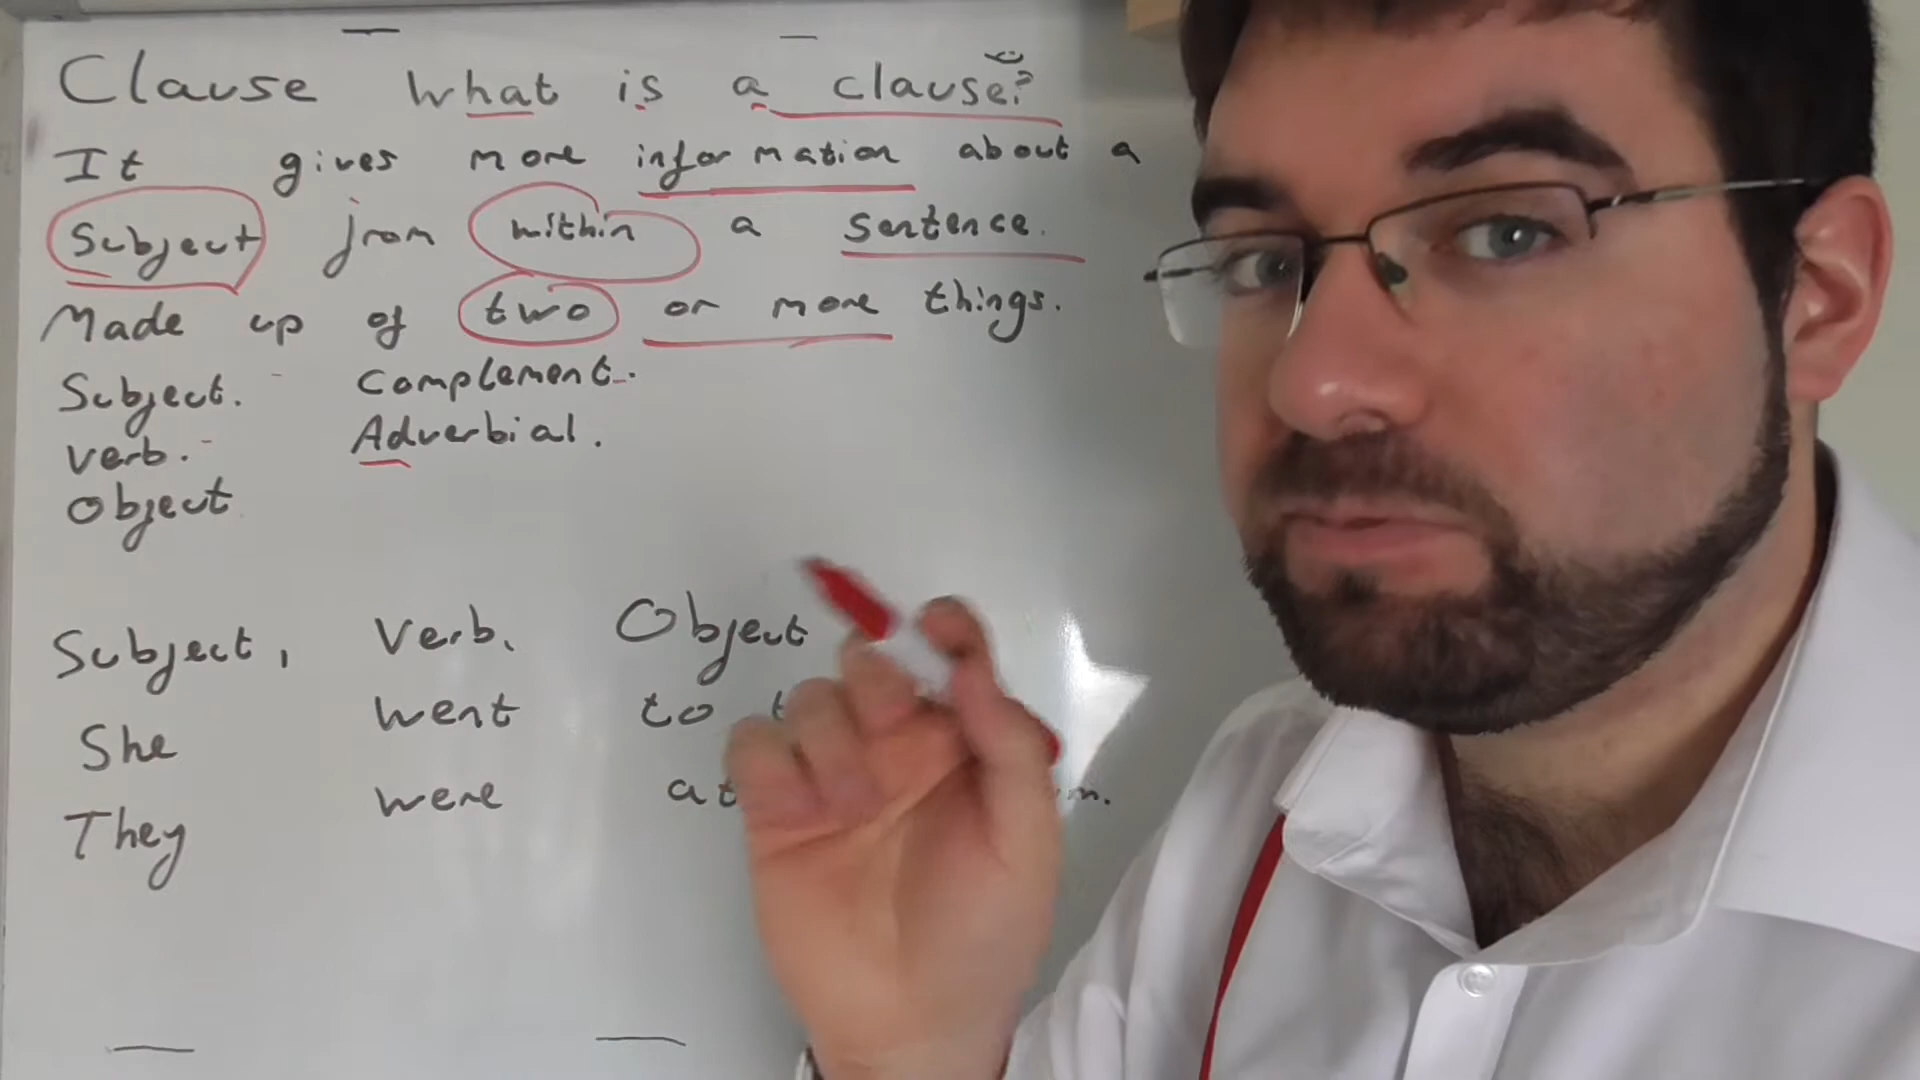 Clause What is a clause?
It gives more information about a
Subject from within a sentence.
Made up of two or more things.
Subject. Complement.
Verb. Adverbial.
Object
Subject, Verb, Object
She went to
They were at